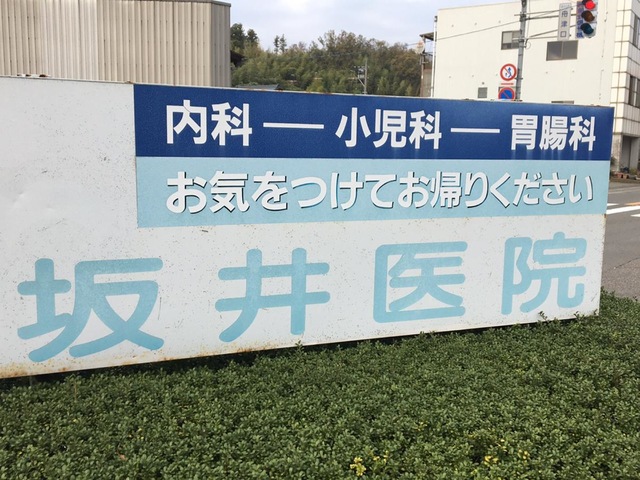 内科 ― 小児科 ― 胃腸科
お気をつけてお帰りください
坂井医院